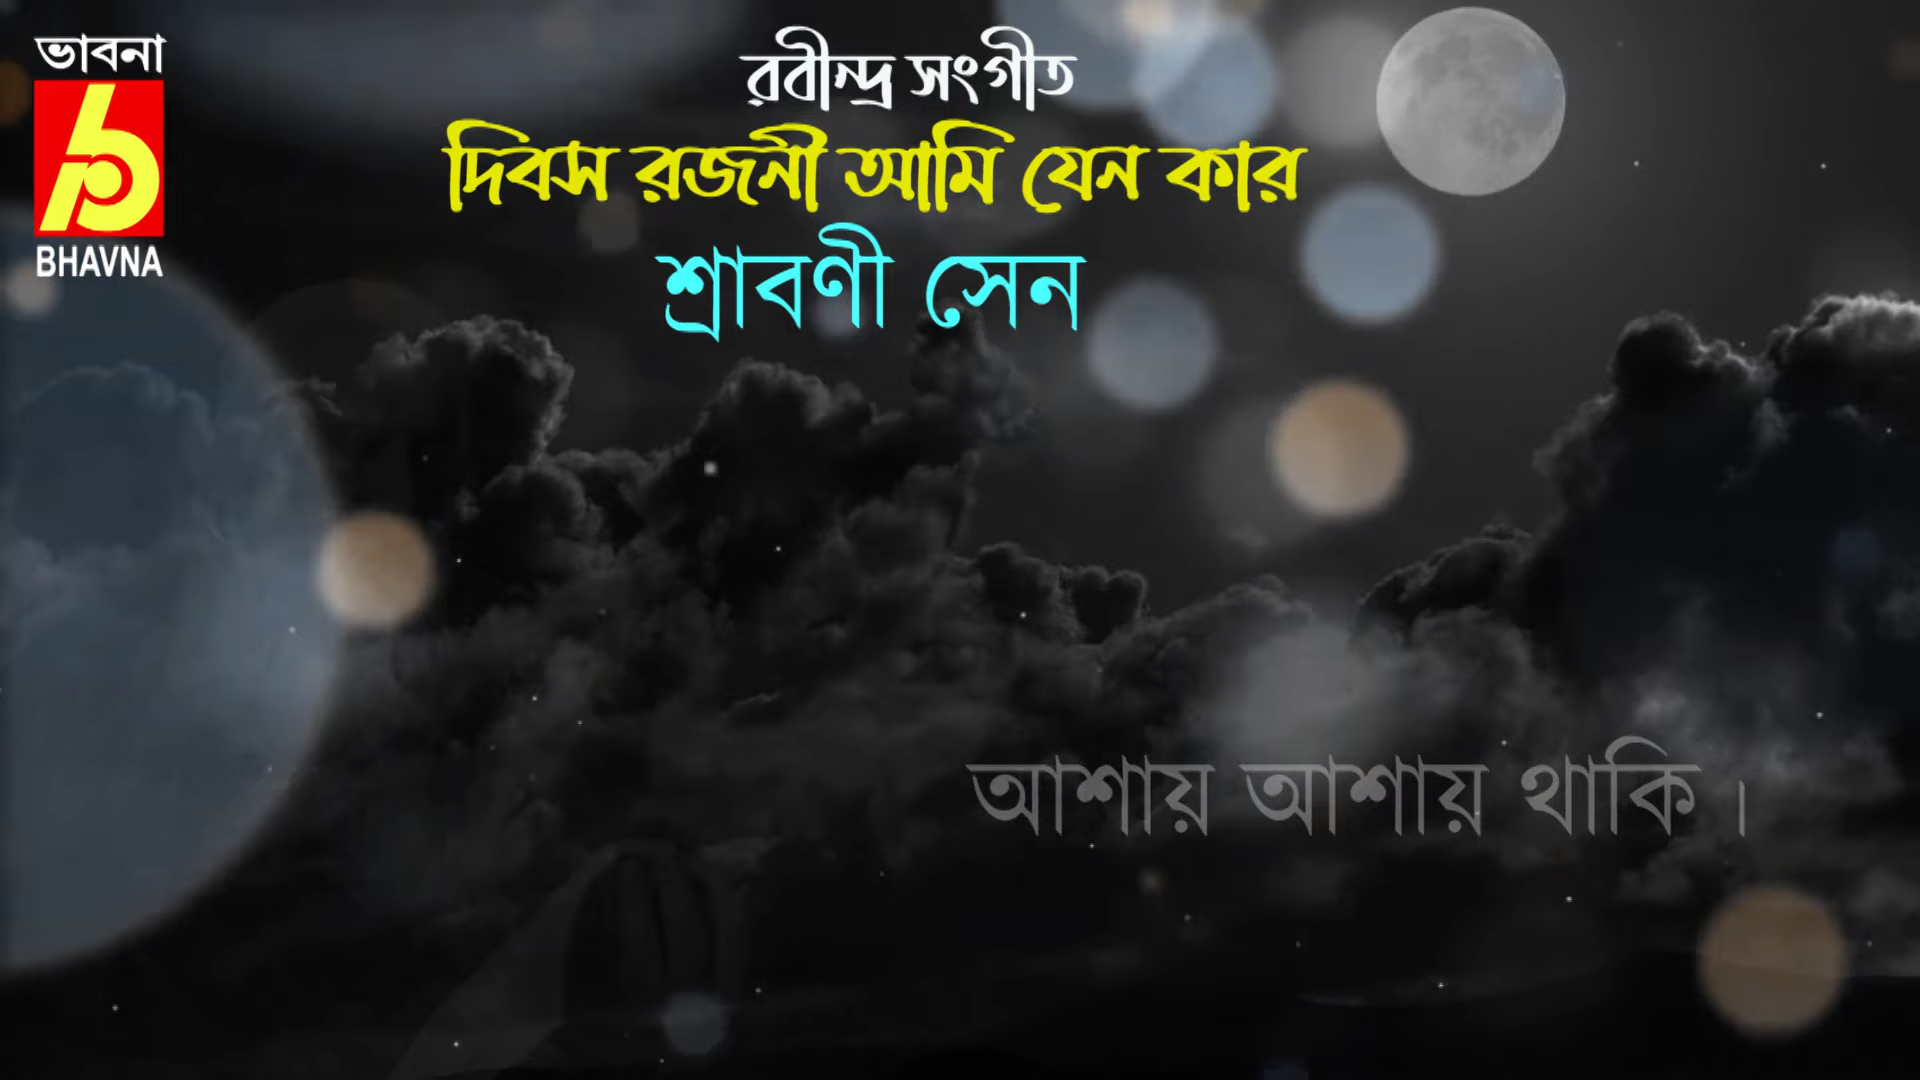 ভাবনা
BHAVNA
রবীন্দ্র সংগীত
দিবস রজনী আমি যেন কার
শ্রাবণী সেন
আশায় আশায় থাকি।